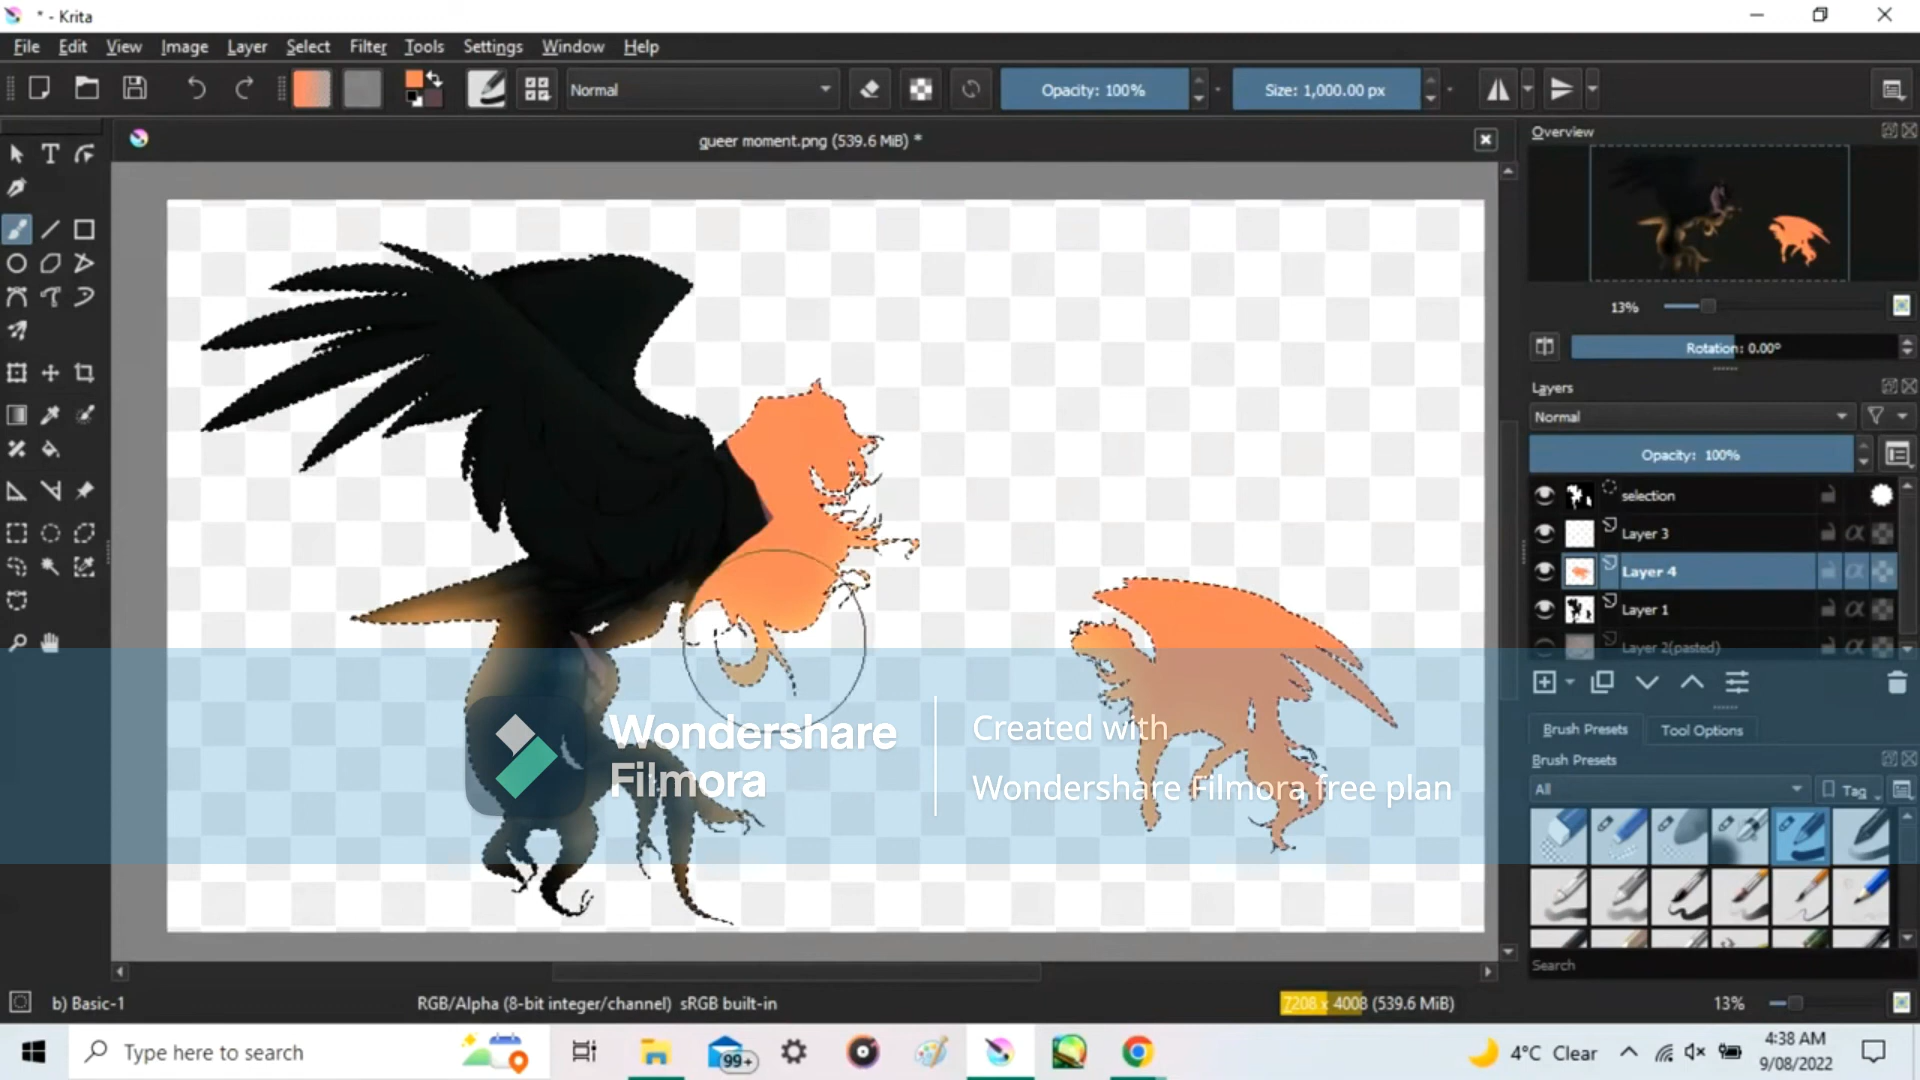 * - Krita
File Edit View Image Layer Select Filter Tools Settings Window Help
Normal
Opacity: 100%
Size: 1,000.00 px
queer moment.png (539.6 MiB) *
Overview
13%
Rotation: 0.00°
Layers
Normal
Opacity: 100%
selection
Layer 3
Layer 4
Layer 1
Layer 2(pasted)
Brush Presets Tool Options
Brush Presets
All
Tag
Search
Wondershare
Filmora
Created with
Wondershare Filmora free plan
b) Basic-1
RGB/Alpha (8-bit integer/channel) sRGB built-in
7208 x 4008 (539.6 MiB)
13%
Type here to search
99+
4°C Clear
4:38 AM
9/08/2022